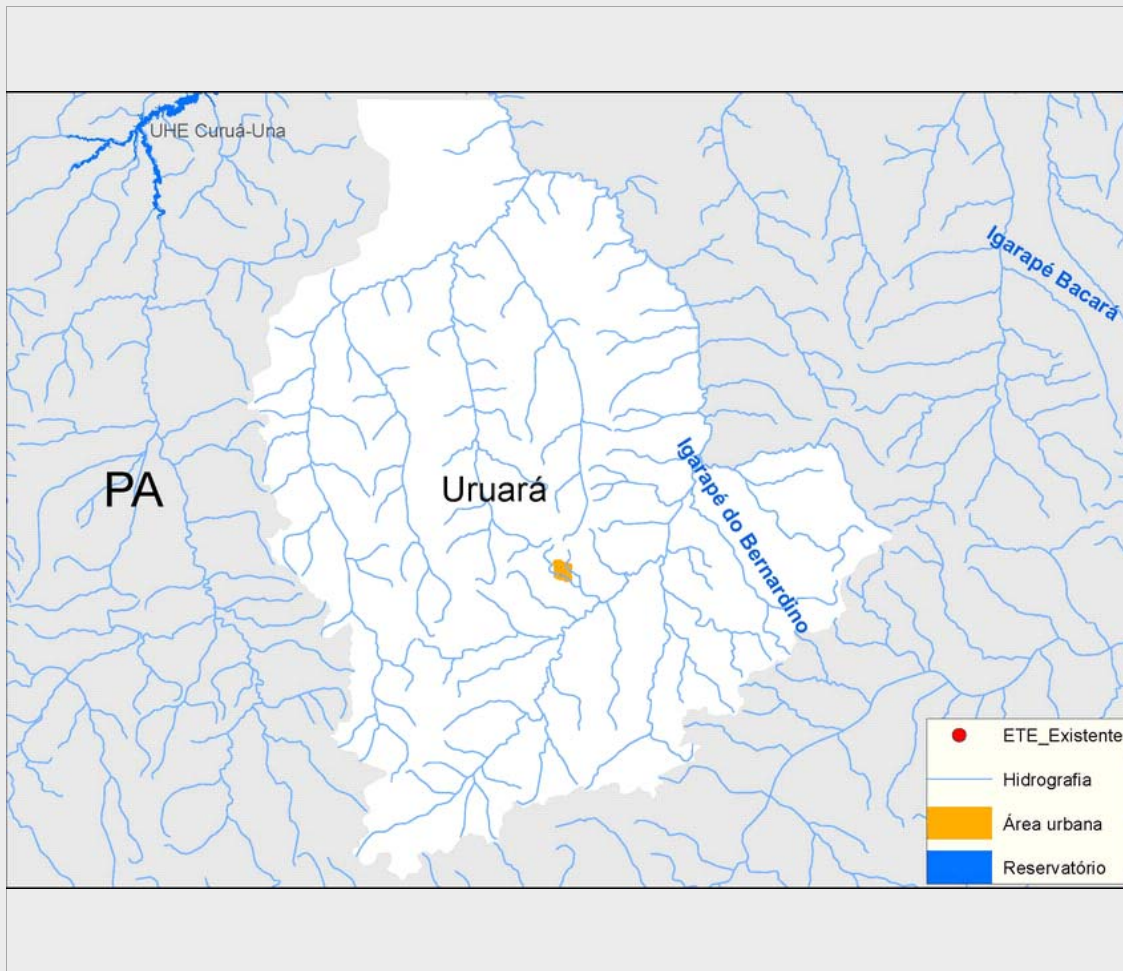 UHE Curuá-Una
Igarapé Bacará
PA
Uruará
Igarapé do Bernardino
ETE_Existente
Hidrografia
Área urbana
Reservatório